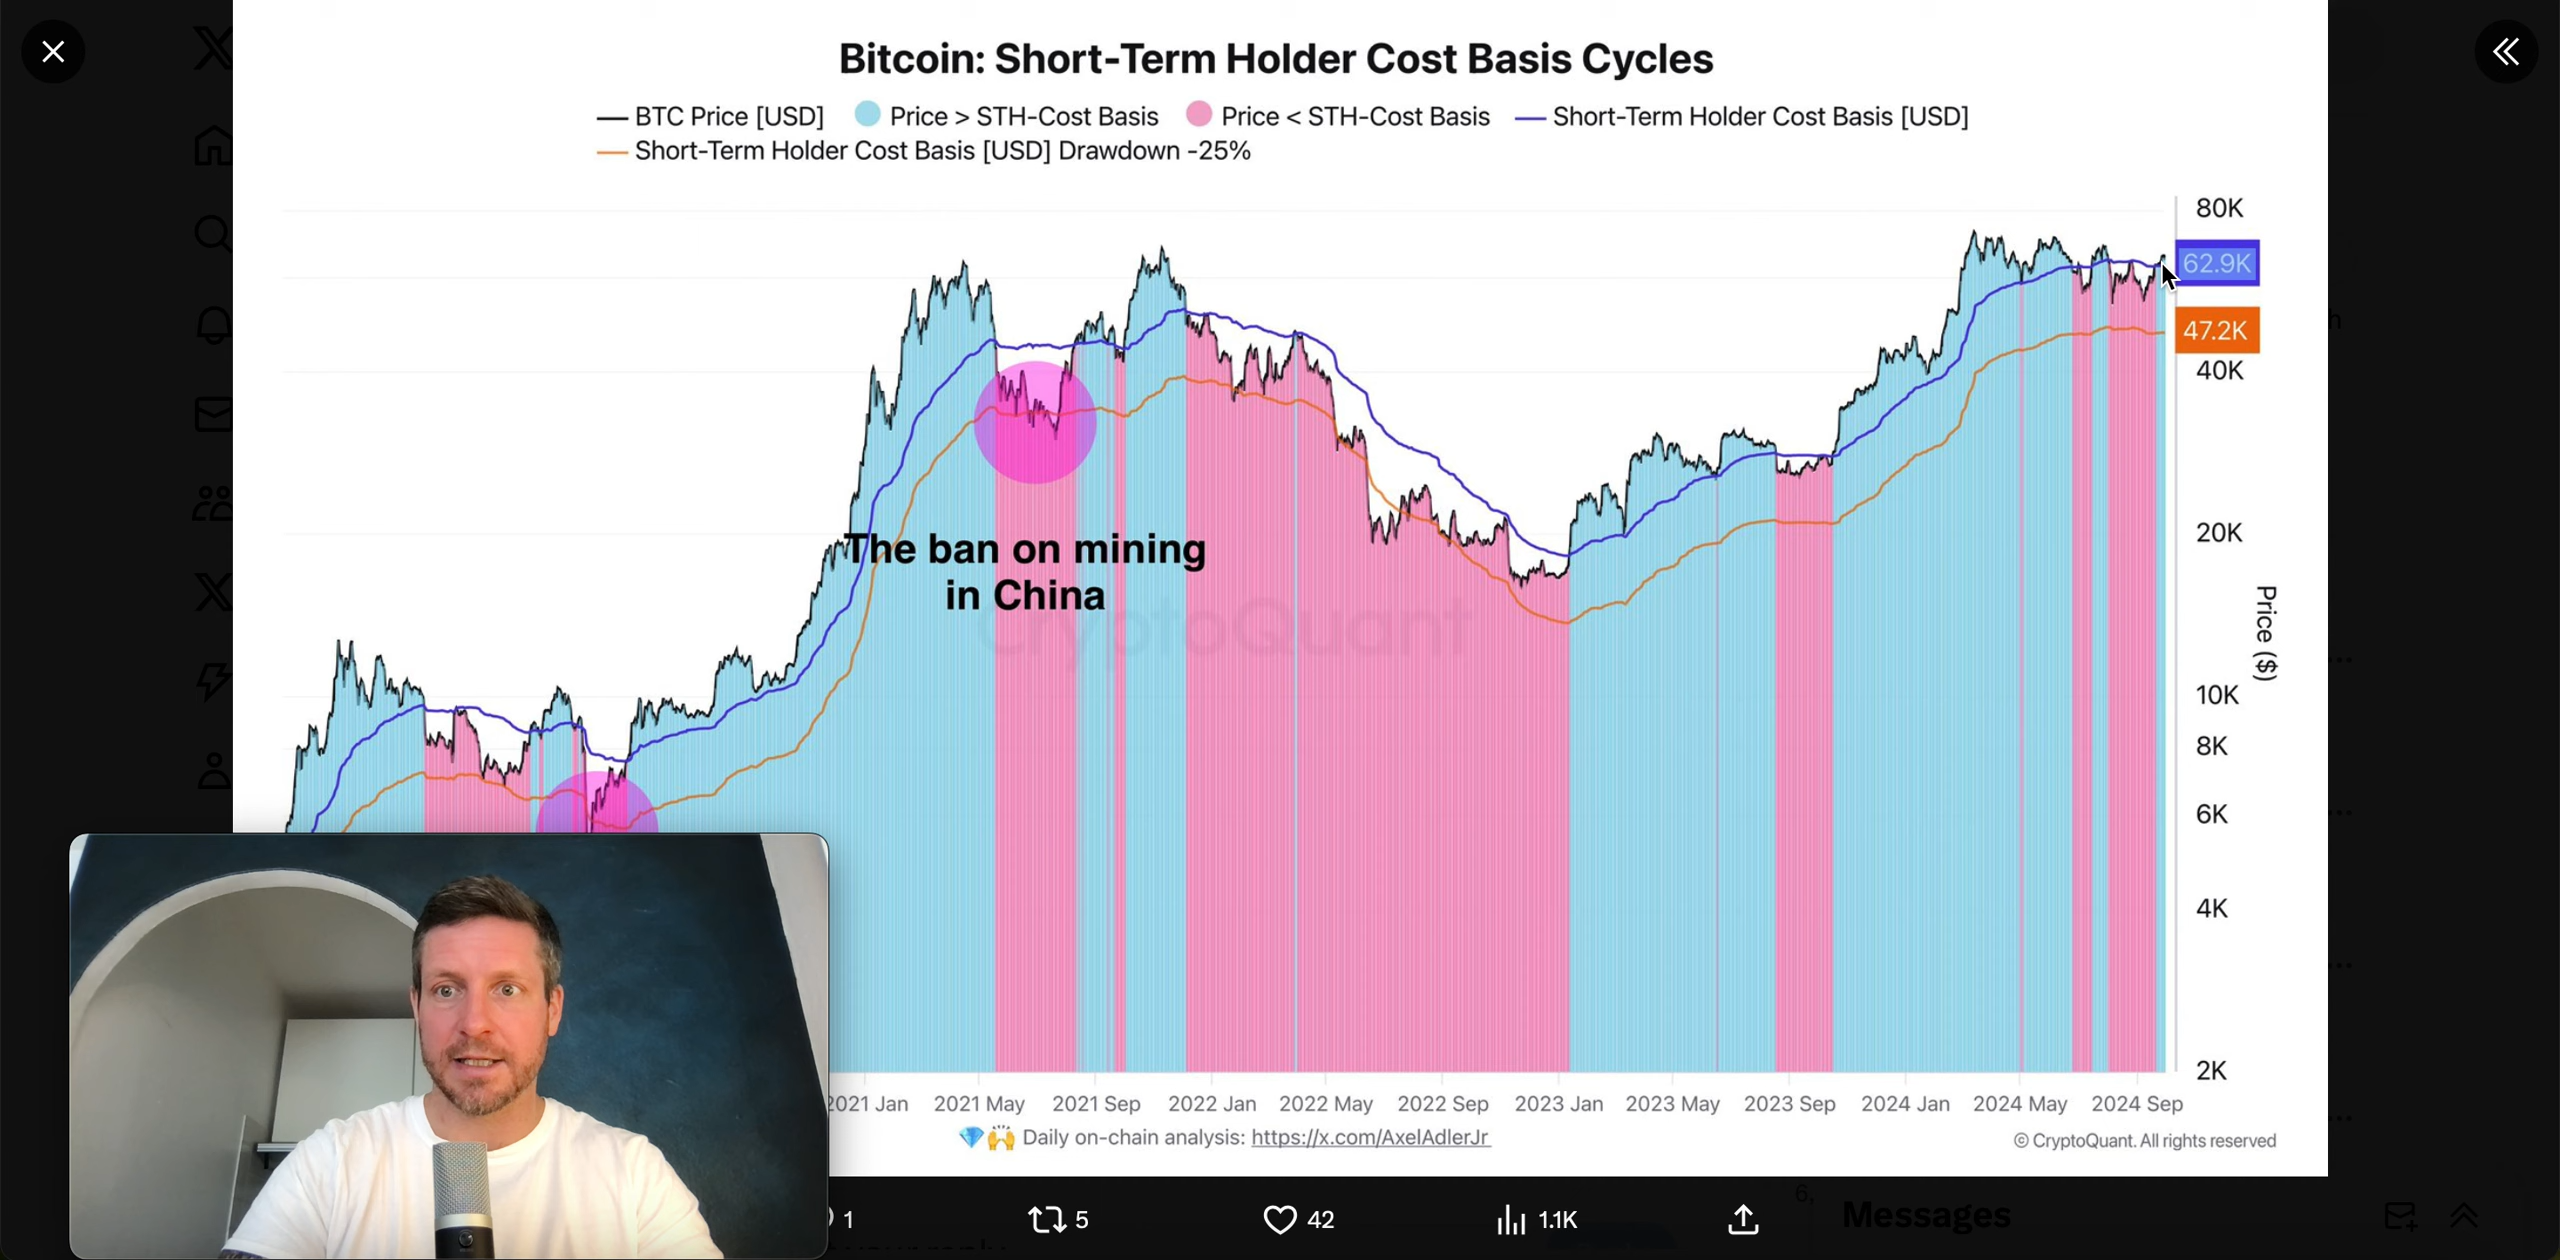 Bitcoin: Short-Term Holder Cost Basis Cycles
BTC Price [USD] Price > STH-Cost Basis Price < STH-Cost Basis Short-Term Holder Cost Basis [USD]
Short-Term Holder Cost Basis [USD] Drawdown -25%
80K
62.9K
47.2K
40K
20K
The ban on mining
in China
CryptoQuant
Price ($)
10K
8K
6K
4K
2K
2021 Jan 2021 May 2021 Sep 2022 Jan 2022 May 2022 Sep 2023 Jan 2023 May 2023 Sep 2024 Jan 2024 May 2024 Sep
💎🙌 Daily on-chain analysis: https://x.com/AxelAdlerJr
© CryptoQuant. All rights reserved
1 5 42 1.1K
Messages